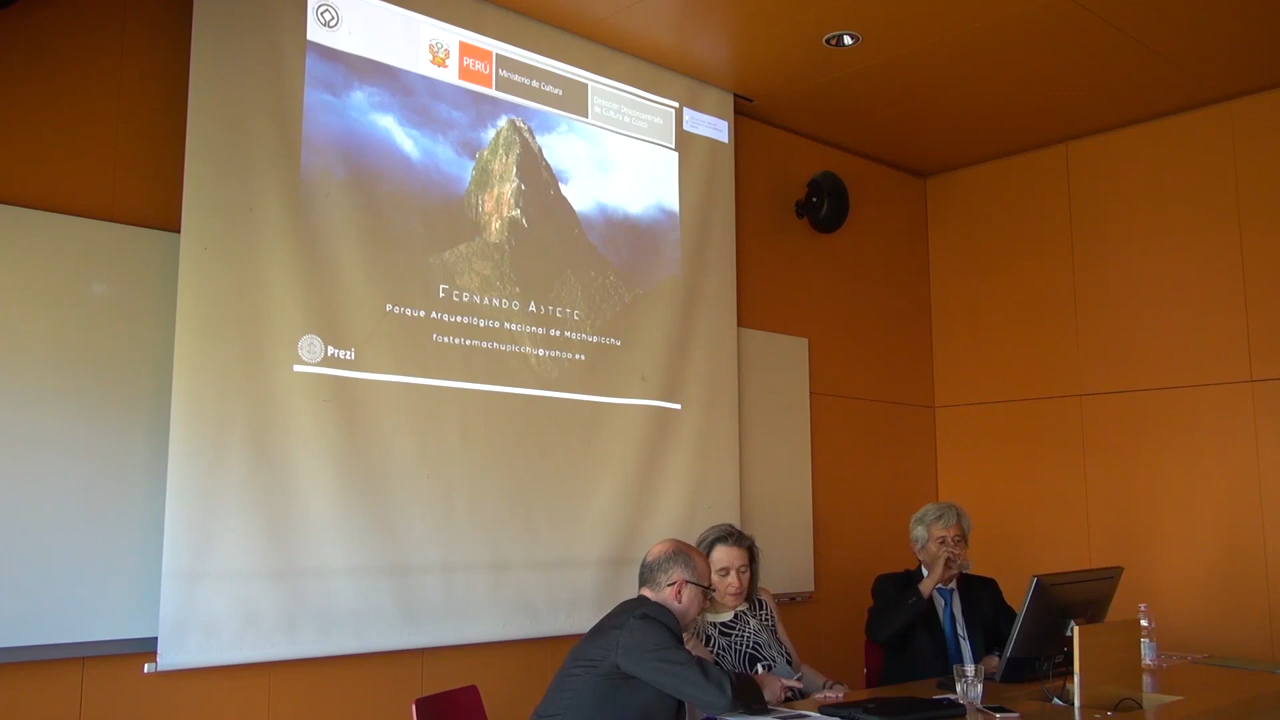 PERÚ
Ministerio de Cultura
Dirección Desconcentrada
de Cultura de Cusco
FERNANDO ASTETE
Parque Arqueológico Nacional de Machupicchu
fastetemachupicchu@yahoo.es
Prezi